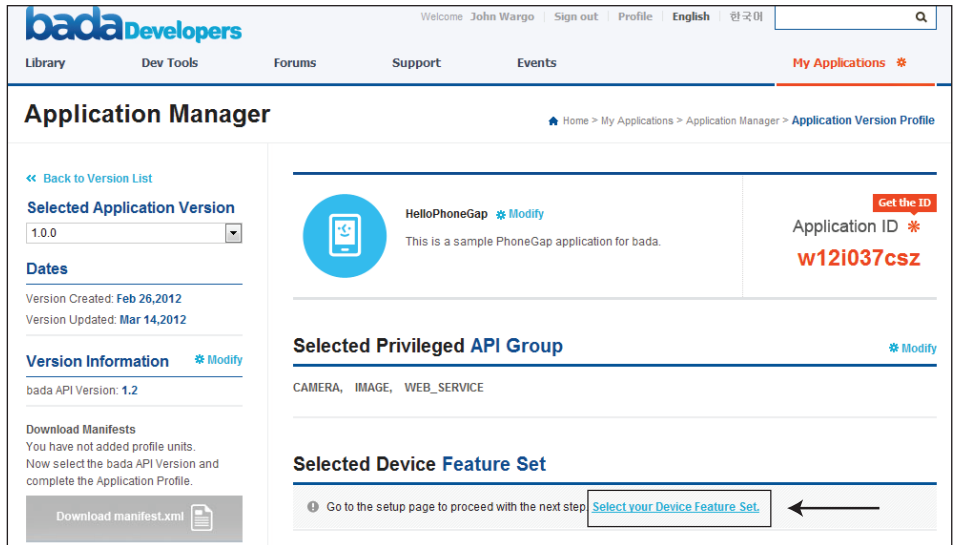 bada Developers
Welcome John Wargo | Sign out | Profile | English | 한국어
Library Dev Tools Forums Support Events My Applications
Application Manager
Home > My Applications > Application Manager > Application Version Profile
« Back to Version List
Selected Application Version
1.0.0
Dates
Version Created: Feb 26,2012
Version Updated: Mar 14,2012
Version Information Modify
bada API Version: 1.2
Download Manifests
You have not added profile units.
Now select the bada API Version and
complete the Application Profile.
Download manifest.xml
HelloPhoneGap Modify
This is a sample PhoneGap application for bada.
Get the ID
Application ID
w12i037csz
Selected Privileged API Group Modify
CAMERA, IMAGE, WEB_SERVICE
Selected Device Feature Set
Go to the setup page to proceed with the next step. Select your Device Feature Set.